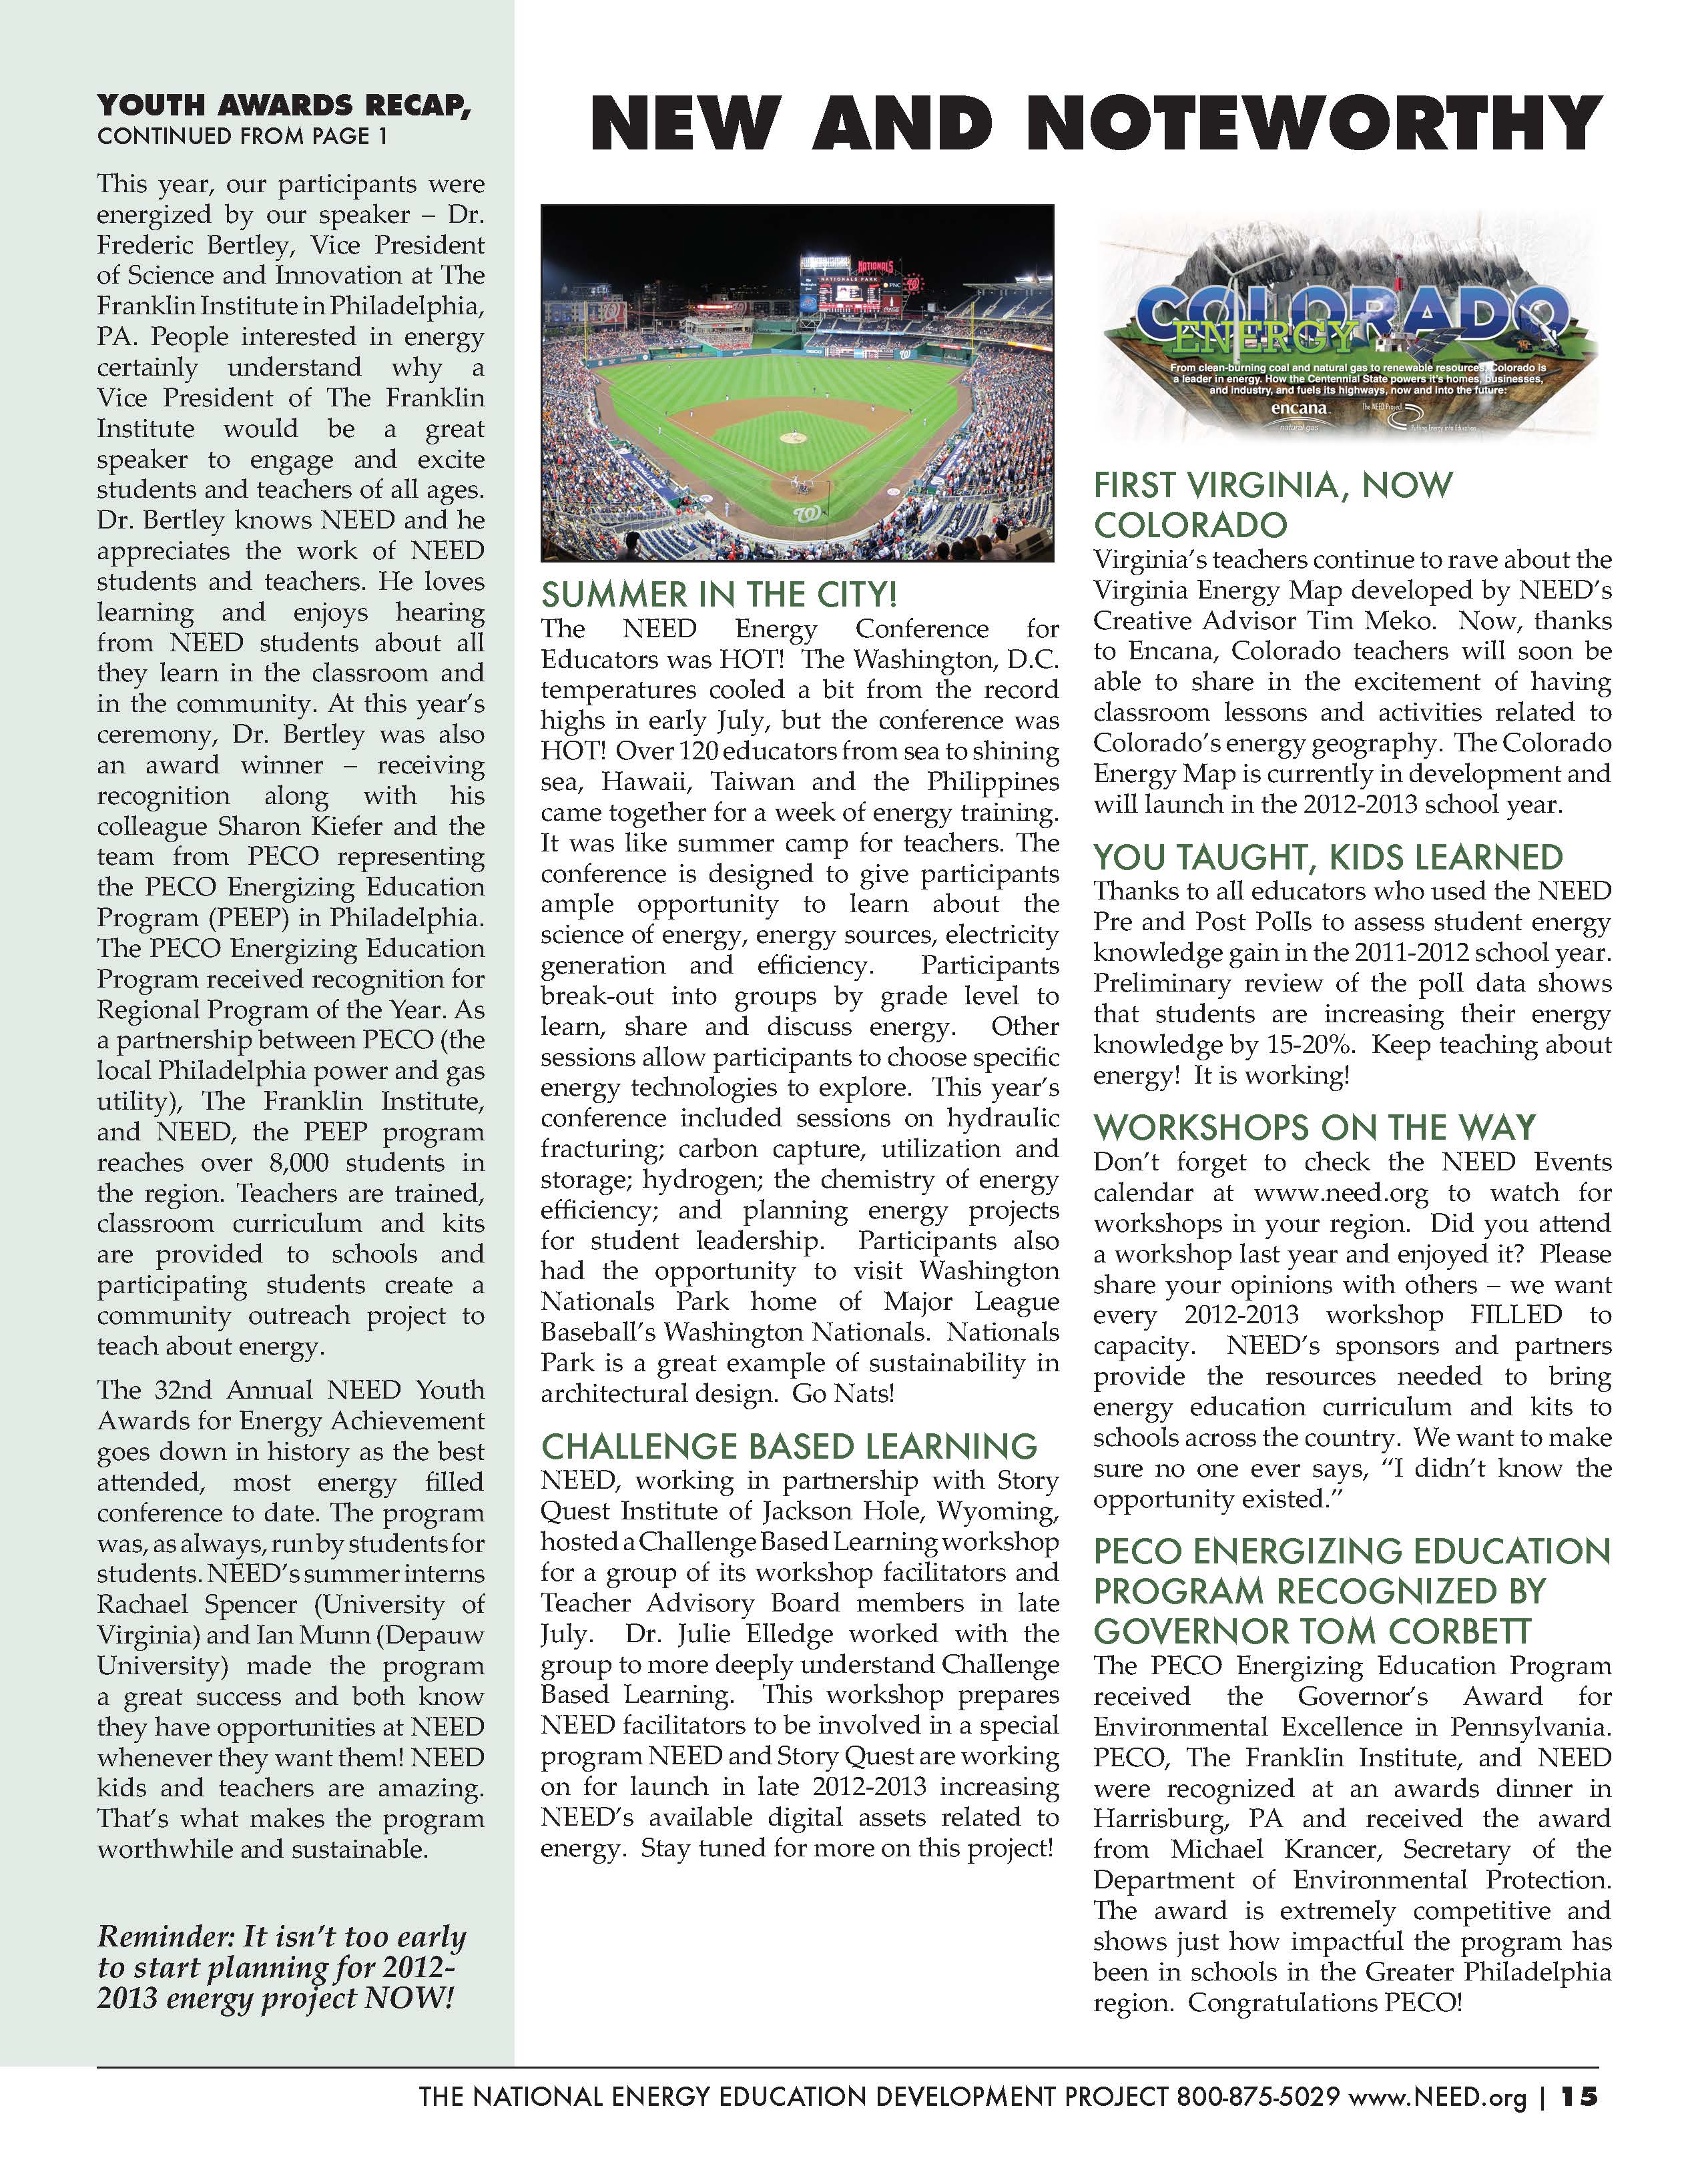 YOUTH AWARDS RECAP,
CONTINUED FROM PAGE 1
This year, our participants were
energized by our speaker – Dr.
Frederic Bertley, Vice President
of Science and Innovation at The
Franklin Institute in Philadelphia,
PA. People interested in energy
certainly understand why a
Vice President of The Franklin
Institute would be a great
speaker to engage and excite
students and teachers of all ages.
Dr. Bertley knows NEED and he
appreciates the work of NEED
students and teachers. He loves
learning and enjoys hearing
from NEED students about all
they learn in the classroom and
in the community. At this year's
ceremony, Dr. Bertley was also
an award winner – receiving
recognition along with his
colleague Sharon Kiefer and the
team from PECO representing
the PECO Energizing Education
Program (PEEP) in Philadelphia.
The PECO Energizing Education
Program received recognition for
Regional Program of the Year. As
a partnership between PECO (the
local Philadelphia power and gas
utility), The Franklin Institute,
and NEED, the PEEP program
reaches over 8,000 students in
the region. Teachers are trained,
classroom curriculum and kits
are provided to schools and
participating students create a
community outreach project to
teach about energy.
The 32nd Annual NEED Youth
Awards for Energy Achievement
goes down in history as the best
attended, most energy filled
conference to date. The program
was, as always, run by students for
students. NEED's summer interns
Rachael Spencer (University of
Virginia) and Ian Munn (Depauw
University) made the program
a great success and both know
they have opportunities at NEED
whenever they want them! NEED
kids and teachers are amazing.
That's what makes the program
worthwhile and sustainable.
Reminder: It isn't too early
to start planning for 2012-
2013 energy project NOW!
NEW AND NOTEWORTHY
NATIONALS
NATIONALS PARK
SUMMER IN THE CITY!
The NEED Energy Conference for
Educators was HOT! The Washington, D.C.
temperatures cooled a bit from the record
highs in early July, but the conference was
HOT! Over 120 educators from sea to shining
sea, Hawaii, Taiwan and the Philippines
came together for a week of energy training.
It was like summer camp for teachers. The
conference is designed to give participants
ample opportunity to learn about the
science of energy, energy sources, electricity
generation and efficiency. Participants
break-out into groups by grade level to
learn, share and discuss energy. Other
sessions allow participants to choose specific
energy technologies to explore. This year's
conference included sessions on hydraulic
fracturing; carbon capture, utilization and
storage; hydrogen; the chemistry of energy
efficiency; and planning energy projects
for student leadership. Participants also
had the opportunity to visit Washington
Nationals Park home of Major League
Baseball's Washington Nationals. Nationals
Park is a great example of sustainability in
architectural design. Go Nats!
CHALLENGE BASED LEARNING
NEED, working in partnership with Story
Quest Institute of Jackson Hole, Wyoming,
hosted a Challenge Based Learning workshop
for a group of its workshop facilitators and
Teacher Advisory Board members in late
July. Dr. Julie Elledge worked with the
group to more deeply understand Challenge
Based Learning. This workshop prepares
NEED facilitators to be involved in a special
program NEED and Story Quest are working
on for launch in late 2012-2013 increasing
NEED's available digital assets related to
energy. Stay tuned for more on this project!
COLORADO
ENERGY
From clean-burning coal and natural gas to renewable resources, Colorado is
a leader in energy. How the Centennial State powers it's homes, businesses,
and industry, and fuels its highways, now and into the future:
encana
natural gas
The NEED Project
Putting Energy into Education
FIRST VIRGINIA, NOW
COLORADO
Virginia's teachers continue to rave about the
Virginia Energy Map developed by NEED's
Creative Advisor Tim Meko. Now, thanks
to Encana, Colorado teachers will soon be
able to share in the excitement of having
classroom lessons and activities related to
Colorado's energy geography. The Colorado
Energy Map is currently in development and
will launch in the 2012-2013 school year.
YOU TAUGHT, KIDS LEARNED
Thanks to all educators who used the NEED
Pre and Post Polls to assess student energy
knowledge gain in the 2011-2012 school year.
Preliminary review of the poll data shows
that students are increasing their energy
knowledge by 15-20%. Keep teaching about
energy! It is working!
WORKSHOPS ON THE WAY
Don't forget to check the NEED Events
calendar at www.need.org to watch for
workshops in your region. Did you attend
a workshop last year and enjoyed it? Please
share your opinions with others – we want
every 2012-2013 workshop FILLED to
capacity. NEED's sponsors and partners
provide the resources needed to bring
energy education curriculum and kits to
schools across the country. We want to make
sure no one ever says, "I didn't know the
opportunity existed."
PECO ENERGIZING EDUCATION
PROGRAM RECOGNIZED BY
GOVERNOR TOM CORBETT
The PECO Energizing Education Program
received the Governor's Award for
Environmental Excellence in Pennsylvania.
PECO, The Franklin Institute, and NEED
were recognized at an awards dinner in
Harrisburg, PA and received the award
from Michael Krancer, Secretary of the
Department of Environmental Protection.
The award is extremely competitive and
shows just how impactful the program has
been in schools in the Greater Philadelphia
region. Congratulations PECO!
THE NATIONAL ENERGY EDUCATION DEVELOPMENT PROJECT 800-875-5029 www.NEED.org | 15